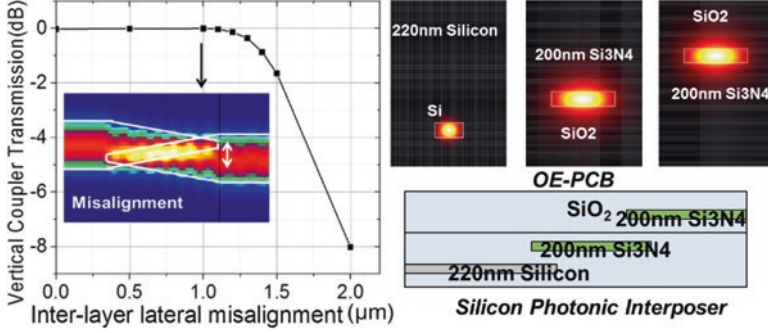 Vertical Coupler Transmission(dB)
0
-2
-4
-6
-8
0.0 0.5 1.0 1.5 2.0
Inter-layer lateral misalignment (µm)
Misalignment
220nm Silicon
Si
200nm Si3N4
SiO2
SiO2
200nm Si3N4
OE-PCB
SiO2
200nm Si3N4
200nm Si3N4
220nm Silicon
Silicon Photonic Interposer